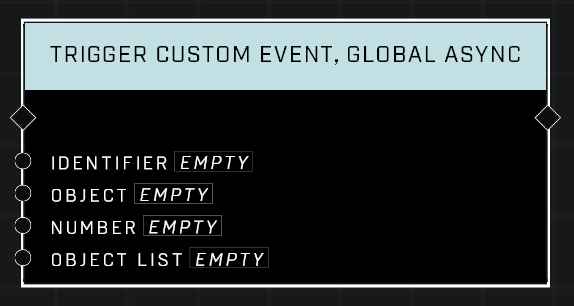 TRIGGER CUSTOM EVENT, GLOBAL ASYNC
IDENTIFIER EMPTY
OBJECT EMPTY
NUMBER EMPTY
OBJECT LIST EMPTY